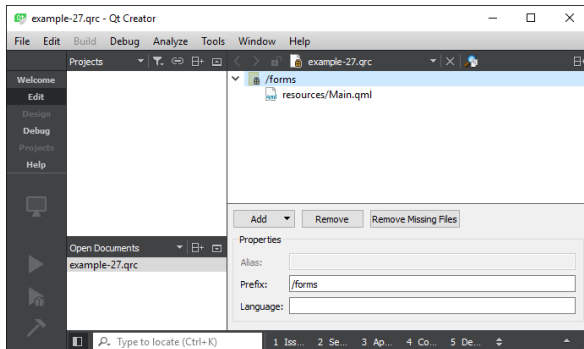 example-27.qrc - Qt Creator
File Edit Build Debug Analyze Tools Window Help
Projects
example-27.qrc
Welcome
Edit
Design
Debug
Projects
Help
/forms
resources/Main.qml
Add Remove Remove Missing Files
Properties
Alias:
Prefix: /forms
Language:
Open Documents
example-27.qrc
Type to locate (Ctrl+K)
1 Iss... 2 Se... 3 Ap... 4 Co... 5 De...